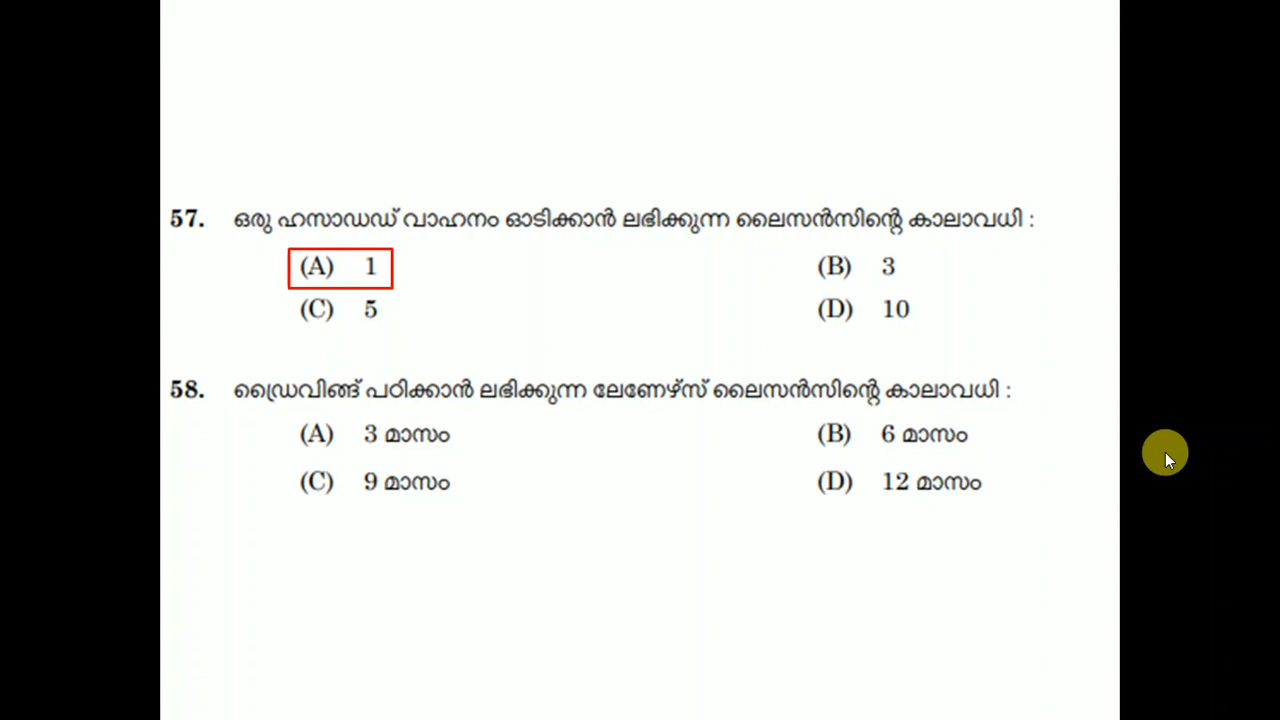 57. ഒരു ഹസാഡഡ് വാഹനം ഓടിക്കാൻ ലഭിക്കുന്ന ലൈസൻസിന്റെ കാലാവധി :
(A) 1 (B) 3
(C) 5 (D) 10
58. ഡ്രൈവിങ്ങ് പഠിക്കാൻ ലഭിക്കുന്ന ലേണേഴ്സ് ലൈസൻസിന്റെ കാലാവധി :
(A) 3 മാസം (B) 6 മാസം
(C) 9 മാസം (D) 12 മാസം